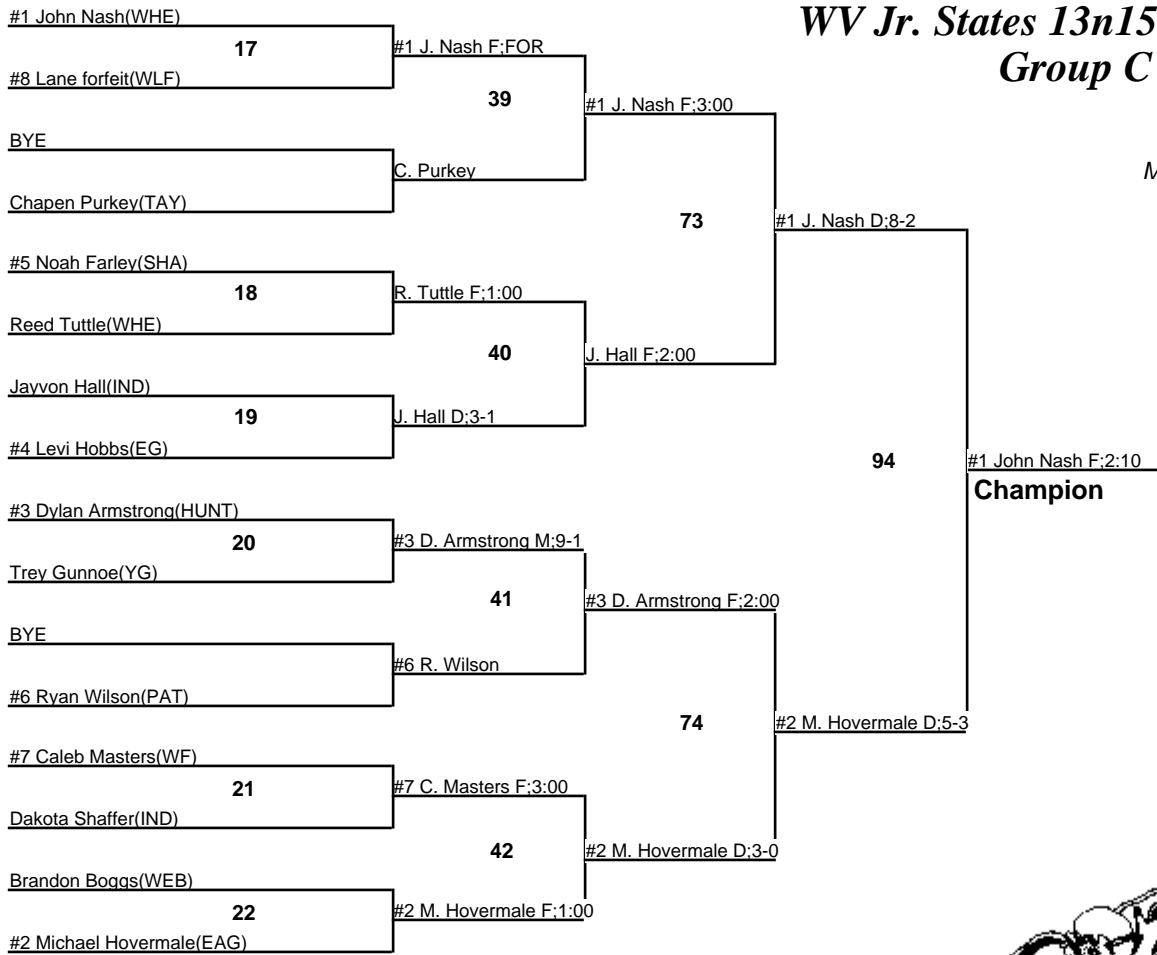 WV Jr. States 13n15
Group C
M
#1 John Nash(WHE)
17
#8 Lane forfeit(WLF)
BYE
Chapen Purkey(TAY)
#5 Noah Farley(SHA)
18
Reed Tuttle(WHE)
Jayvon Hall(IND)
19
#4 Levi Hobbs(EG)
#3 Dylan Armstrong(HUNT)
20
Trey Gunnoe(YG)
BYE
#6 Ryan Wilson(PAT)
#7 Caleb Masters(WF)
21
Dakota Shaffer(IND)
Brandon Boggs(WEB)
22
#2 Michael Hovermale(EAG)
#1 J. Nash F;FOR
39
C. Purkey
R. Tuttle F;1:00
40
J. Hall D;3-1
#3 D. Armstrong M;9-1
41
#6 R. Wilson
#7 C. Masters F;3:00
42
#2 M. Hovermale F;1:00
#1 J. Nash F;3:00
73
J. Hall F;2:00
#3 D. Armstrong F;2:00
74
#2 M. Hovermale D;3-0
#1 J. Nash D;8-2
94
#2 M. Hovermale D;5-3
#1 John Nash F;2:10
Champion